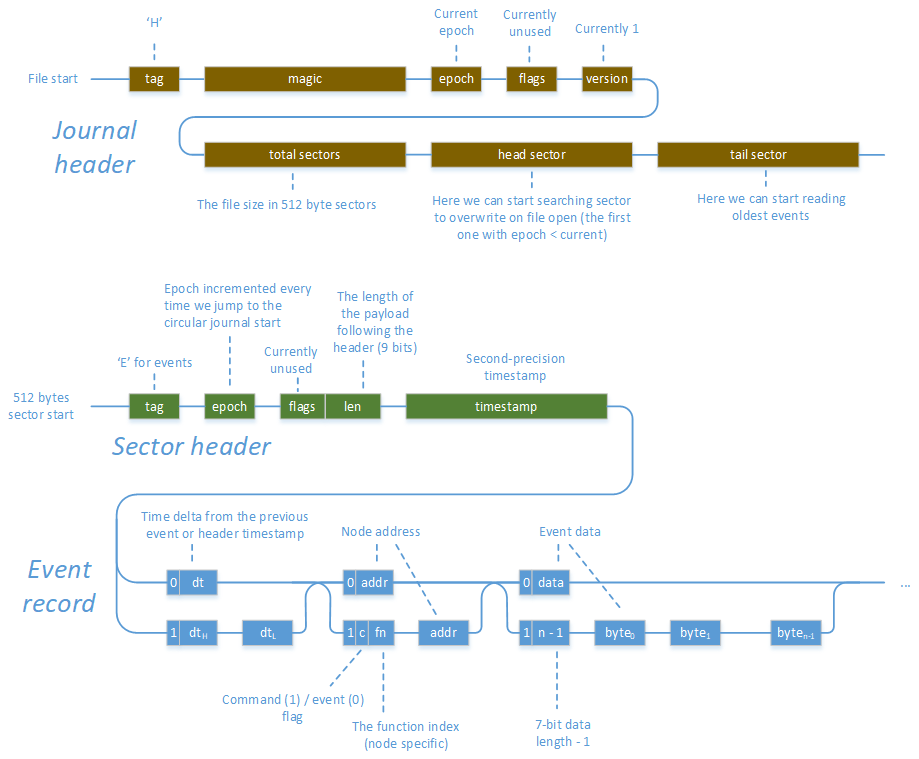 ‘H’
Current
epoch
Currently
unused
Currently 1
File start
tag
magic
epoch
flags
version
Journal
header
total sectors
head sector
tail sector
The file size in 512 byte sectors
Here we can start searching sector
to overwrite on file open (the first
one with epoch < current)
Here we can start reading
oldest events
Epoch incremented every
time we jump to the
circular journal start
The length of
the payload
following the
header (9 bits)
‘E’ for events
Currently
unused
Second-precision
timestamp
512 bytes
sector start
tag
epoch
flags
len
timestamp
Sector header
Time delta from the previous
event or header timestamp
Node address
Event data
Event
record
0 dt
0 addr
0 data
...
1 dtH
dtL
1 c fn
addr
1 n - 1
byte0
byte1
byten-1
Command (1) / event (0)
flag
The function index
(node specific)
7-bit data
length - 1